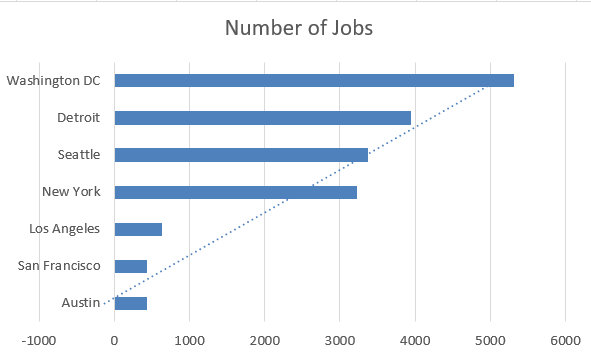 Number of Jobs
Washington DC
Detroit
Seattle
New York
Los Angeles
San Francisco
Austin
-1000 0 1000 2000 3000 4000 5000 6000